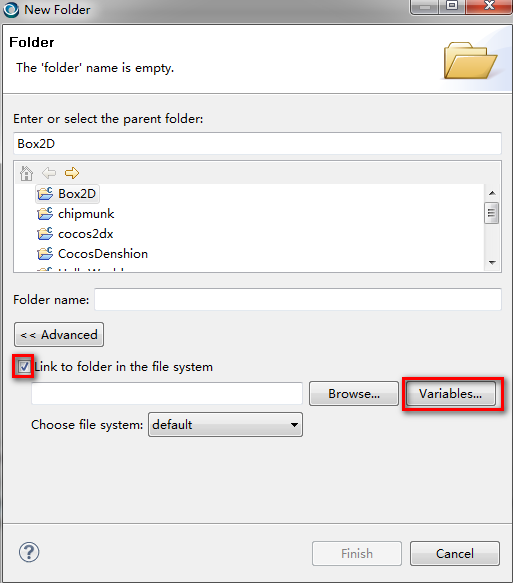 New Folder
Folder
The 'folder' name is empty.
Enter or select the parent folder:
Box2D
Box2D
chipmunk
cocos2dx
CocosDenshion
Folder name:
<< Advanced
Link to folder in the file system
Browse... Variables...
Choose file system: default
? Finish Cancel